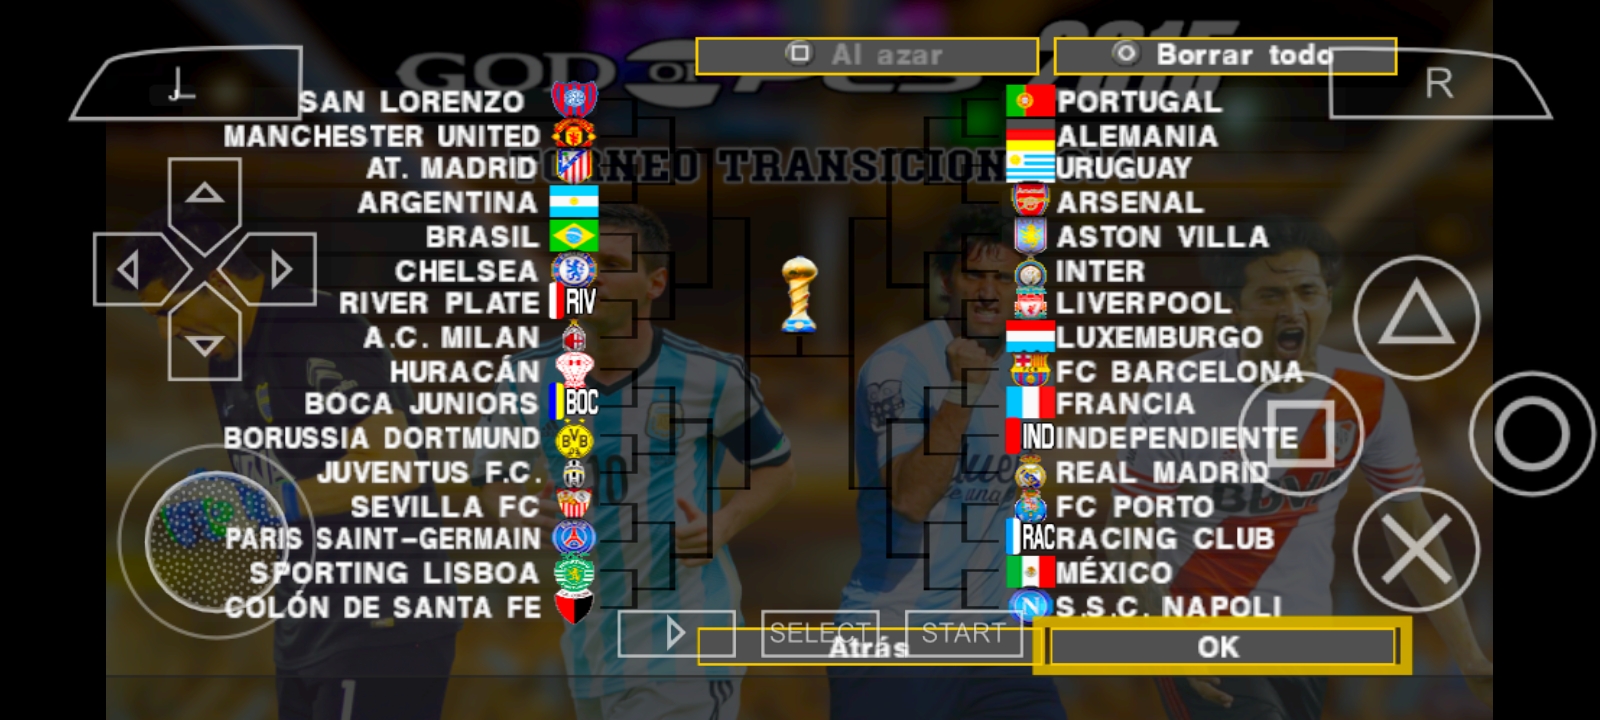 GOD OF PES 2015
Al azar
Borrar todo
L
R
TORNEO TRANSICION
SAN LORENZO
MANCHESTER UNITED
AT. MADRID
ARGENTINA
BRASIL
CHELSEA
RIVER PLATE RIV
A.C. MILAN
HURACÁN
BOCA JUNIORS BOC
BORUSSIA DORTMUND
JUVENTUS F.C.
SEVILLA FC
PARIS SAINT-GERMAIN
SPORTING LISBOA
COLÓN DE SANTA FE
PORTUGAL
ALEMANIA
URUGUAY
ARSENAL
ASTON VILLA
INTER
LIVERPOOL
LUXEMBURGO
FC BARCELONA
FRANCIA
IND INDEPENDIENTE
REAL MADRID
FC PORTO
RAC RACING CLUB
MÉXICO
S.S.C. NAPOLI
10
BBVA
1
SELECT
START
Atrás
OK